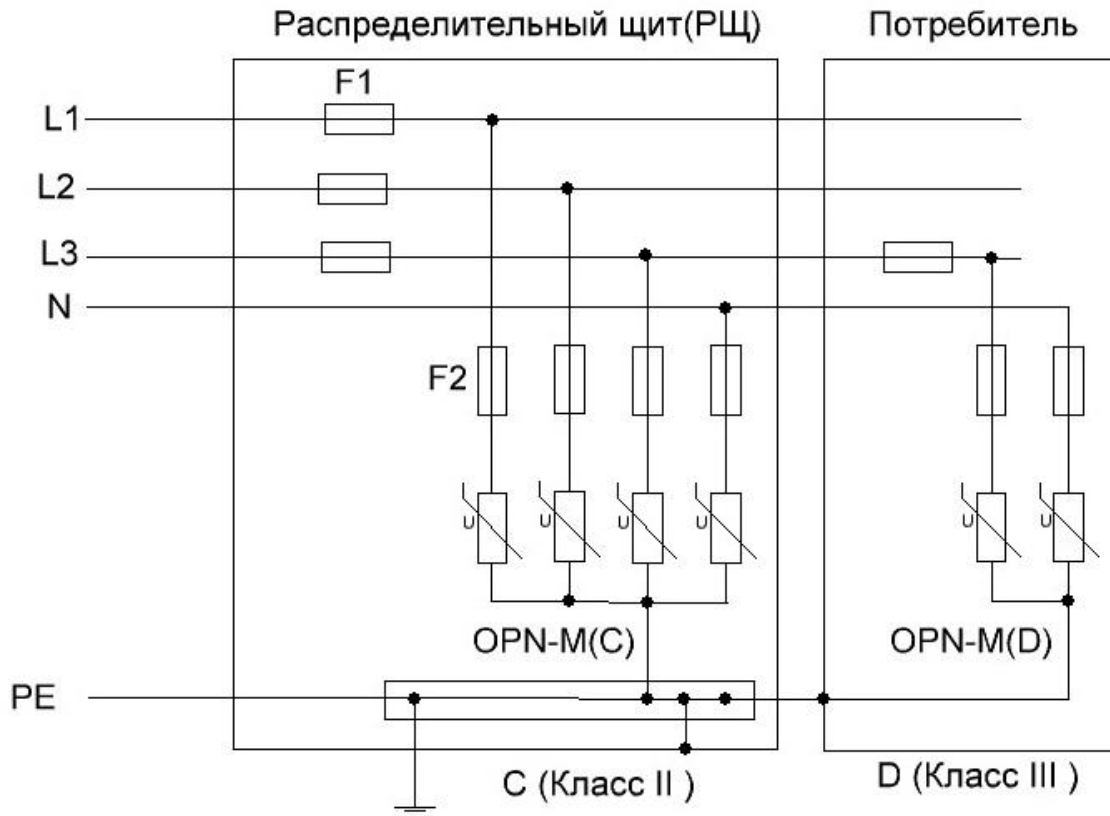 Распределительный щит(РЩ)
Потребитель
F1
L1
L2
L3
N
F2
U
U
U
U
U
U
OPN-M(C)
OPN-M(D)
PE
C (Класс II )
D (Класс III )